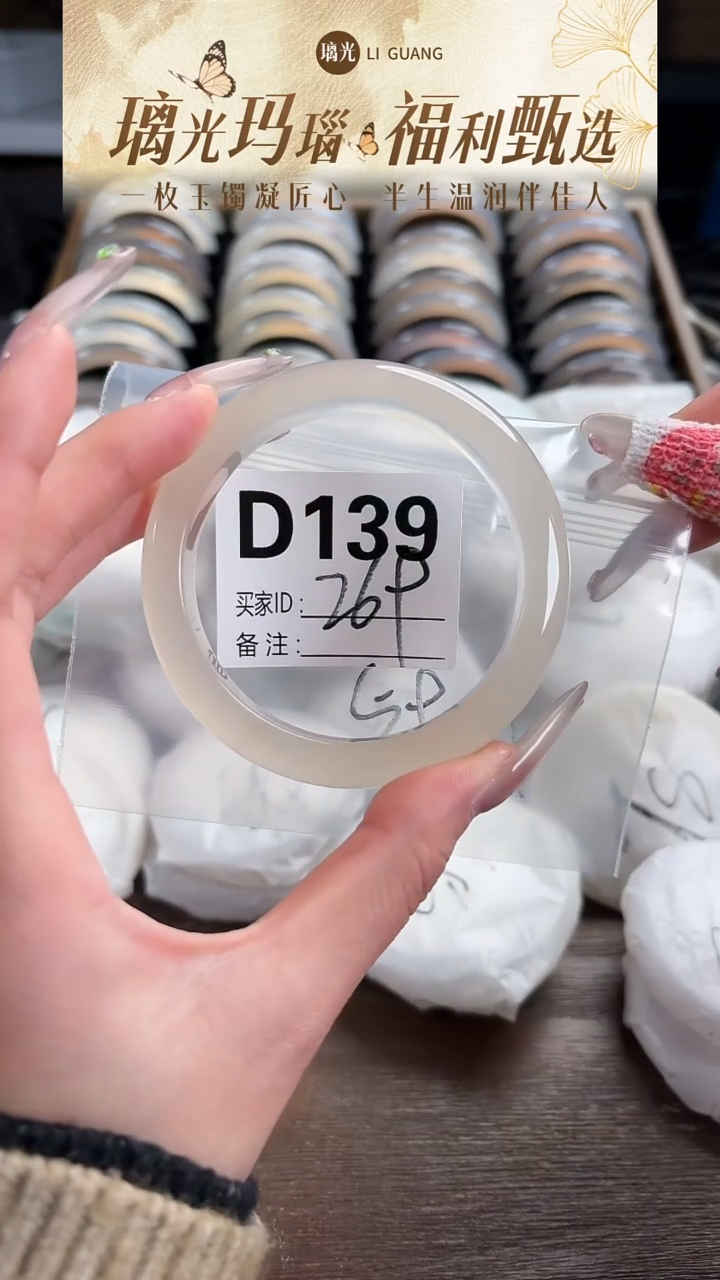 璃光 LI GUANG
璃光玛瑙 福利甄选
一枚玉镯凝匠心 半生温润伴佳人
D139
买家ID:
备注: